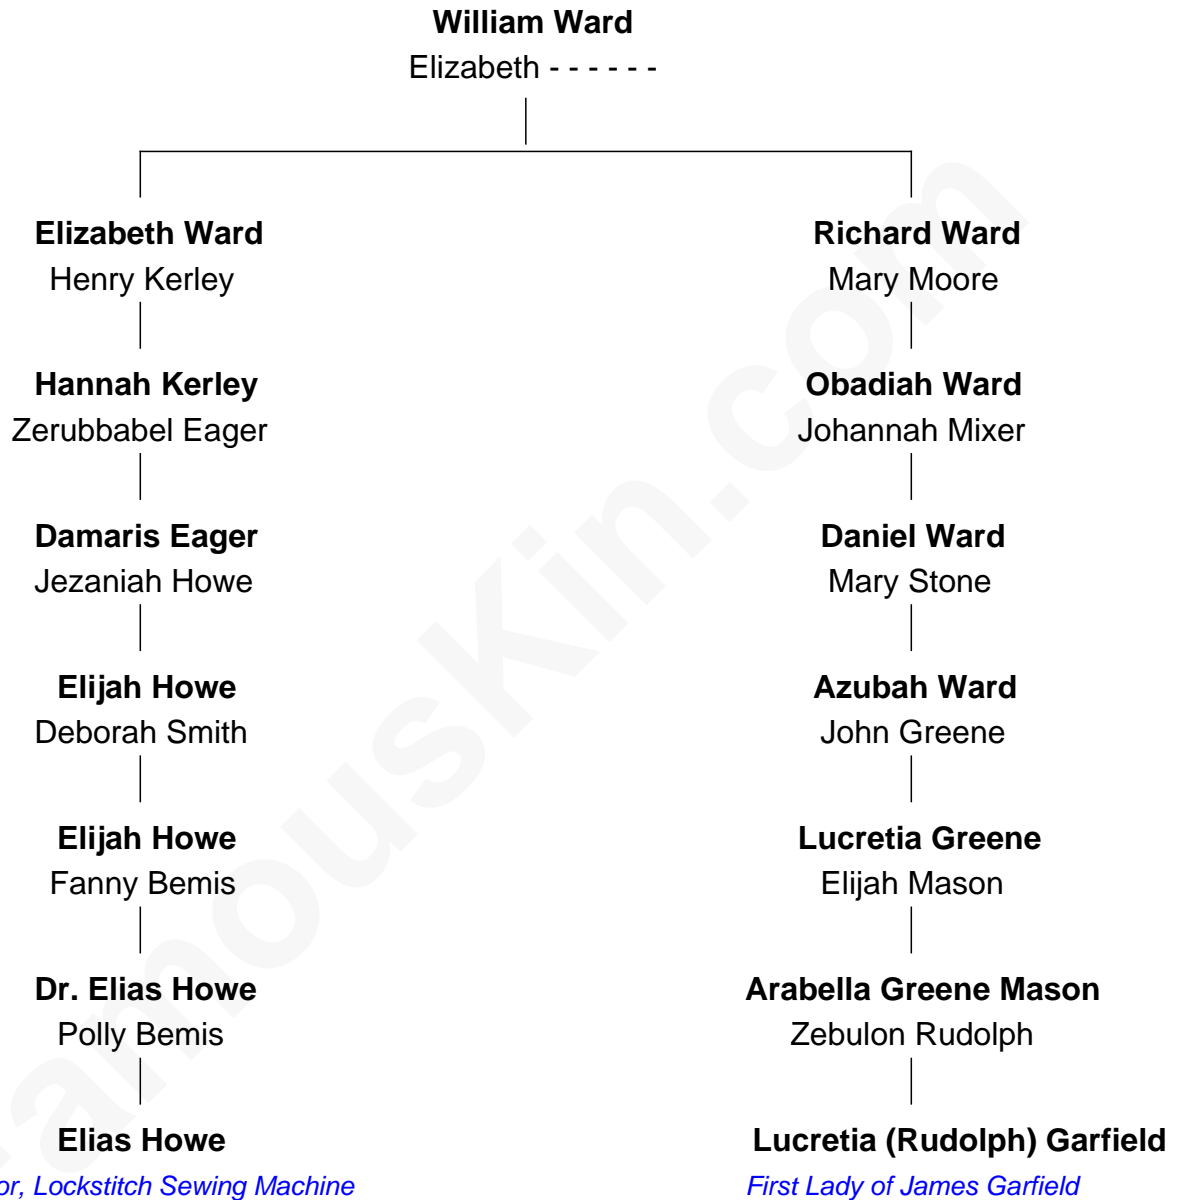 William Ward
Elizabeth - - - - - -
Elizabeth Ward
Henry Kerley
Richard Ward
Mary Moore
Hannah Kerley
Zerubbabel Eager
Obadiah Ward
Johannah Mixer
Damaris Eager
Jezaniah Howe
Daniel Ward
Mary Stone
Elijah Howe
Deborah Smith
Azubah Ward
John Greene
Elijah Howe
Fanny Bemis
Lucretia Greene
Elijah Mason
Dr. Elias Howe
Polly Bemis
Arabella Greene Mason
Zebulon Rudolph
Elias Howe
or, Lockstitch Sewing Machine
Lucretia (Rudolph) Garfield
First Lady of James Garfield
amouskin.com